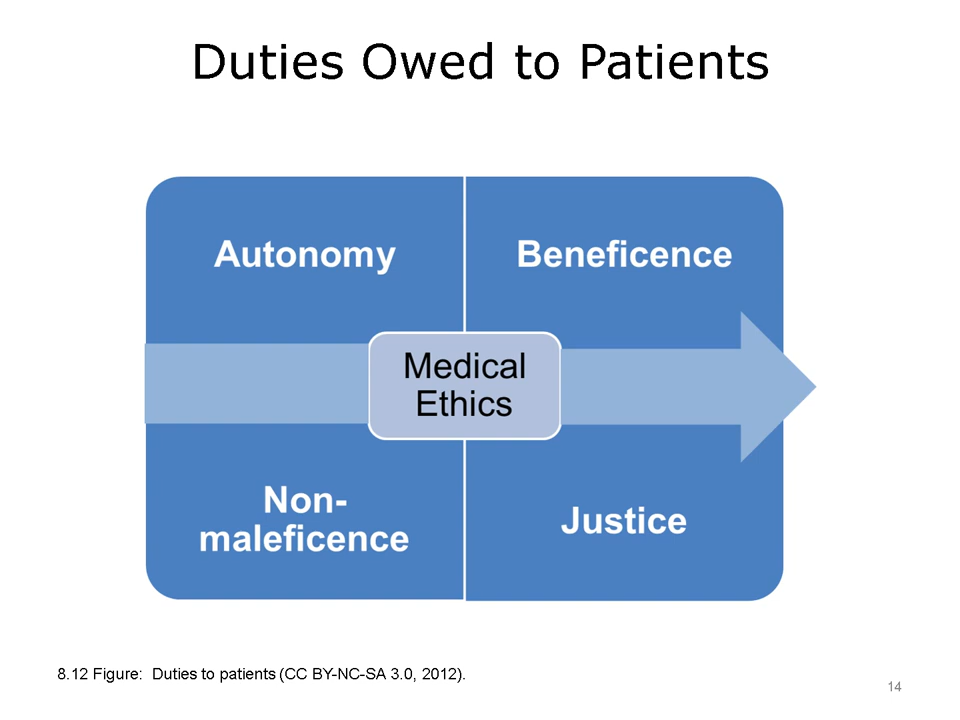 Duties Owed to Patients
Autonomy
Beneficence
Medical
Ethics
Non-
maleficence
Justice
8.12 Figure:  Duties to patients (CC BY-NC-SA 3.0, 2012).
14